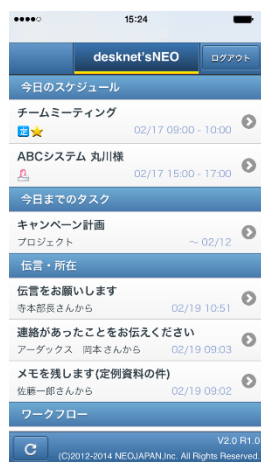 15:24
desknet'sNEO
ログアウト
今日のスケジュール
チームミーティング
定 02/17 09:00 - 10:00
ABCシステム 丸川様
02/17 15:00 - 17:00
今日までのタスク
キャンペーン計画
プロジェクト ～ 02/12
伝言・所在
伝言をお願いします
寺本部長さんから 02/19 10:51
連絡があったことをお伝えください
アーダックス 岡本さんから 02/19 09:03
メモを残します(定例資料の件)
佐藤一郎さんから 02/19 09:02
ワークフロー
V2.0 R1.0
(C)2012-2014 NEOJAPAN,Inc. All Rights Reserved.